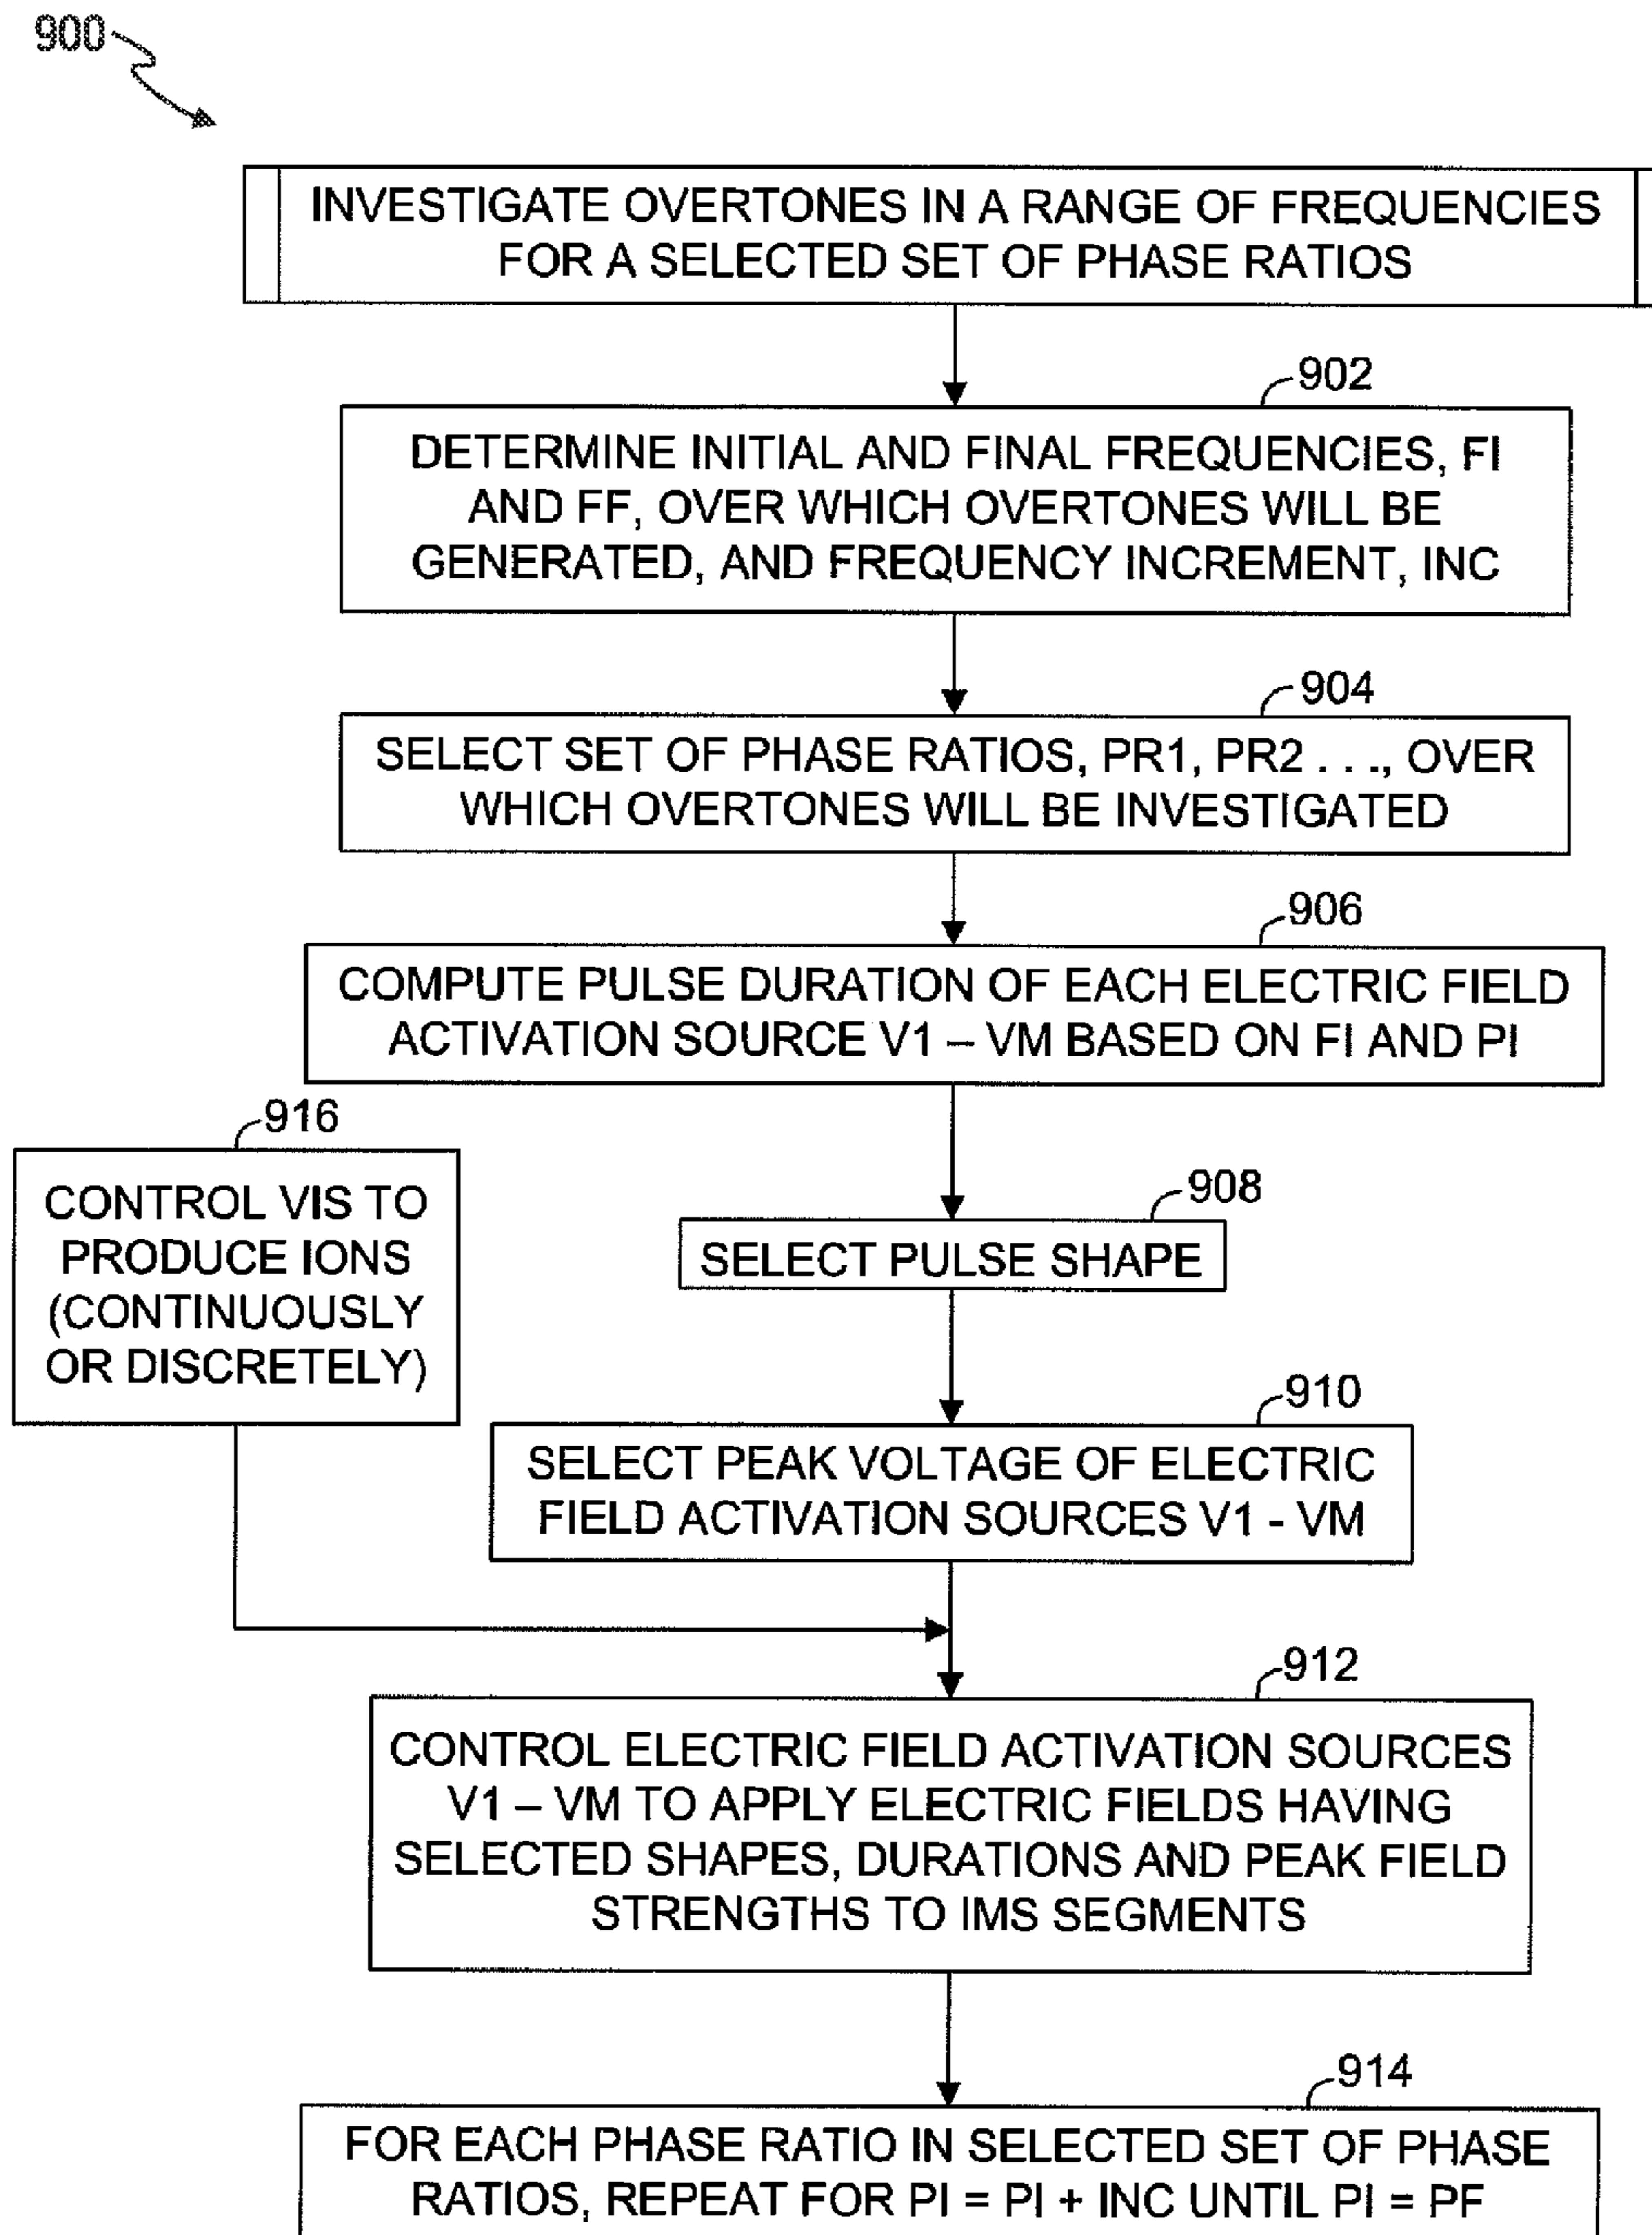 900
INVESTIGATE OVERTONES IN A RANGE OF FREQUENCIES
FOR A SELECTED SET OF PHASE RATIOS
902
DETERMINE INITIAL AND FINAL FREQUENCIES, FI
AND FF, OVER WHICH OVERTONES WILL BE
GENERATED, AND FREQUENCY INCREMENT, INC
904
SELECT SET OF PHASE RATIOS, PR1, PR2 . . ., OVER
WHICH OVERTONES WILL BE INVESTIGATED
906
COMPUTE PULSE DURATION OF EACH ELECTRIC FIELD
ACTIVATION SOURCE V1 – VM BASED ON FI AND PI
916
CONTROL VIS TO
PRODUCE IONS
(CONTINUOUSLY
OR DISCRETELY)
908
SELECT PULSE SHAPE
910
SELECT PEAK VOLTAGE OF ELECTRIC
FIELD ACTIVATION SOURCES V1 - VM
912
CONTROL ELECTRIC FIELD ACTIVATION SOURCES
V1 – VM TO APPLY ELECTRIC FIELDS HAVING
SELECTED SHAPES, DURATIONS AND PEAK FIELD
STRENGTHS TO IMS SEGMENTS
914
FOR EACH PHASE RATIO IN SELECTED SET OF PHASE
RATIOS, REPEAT FOR PI = PI + INC UNTIL PI = PF